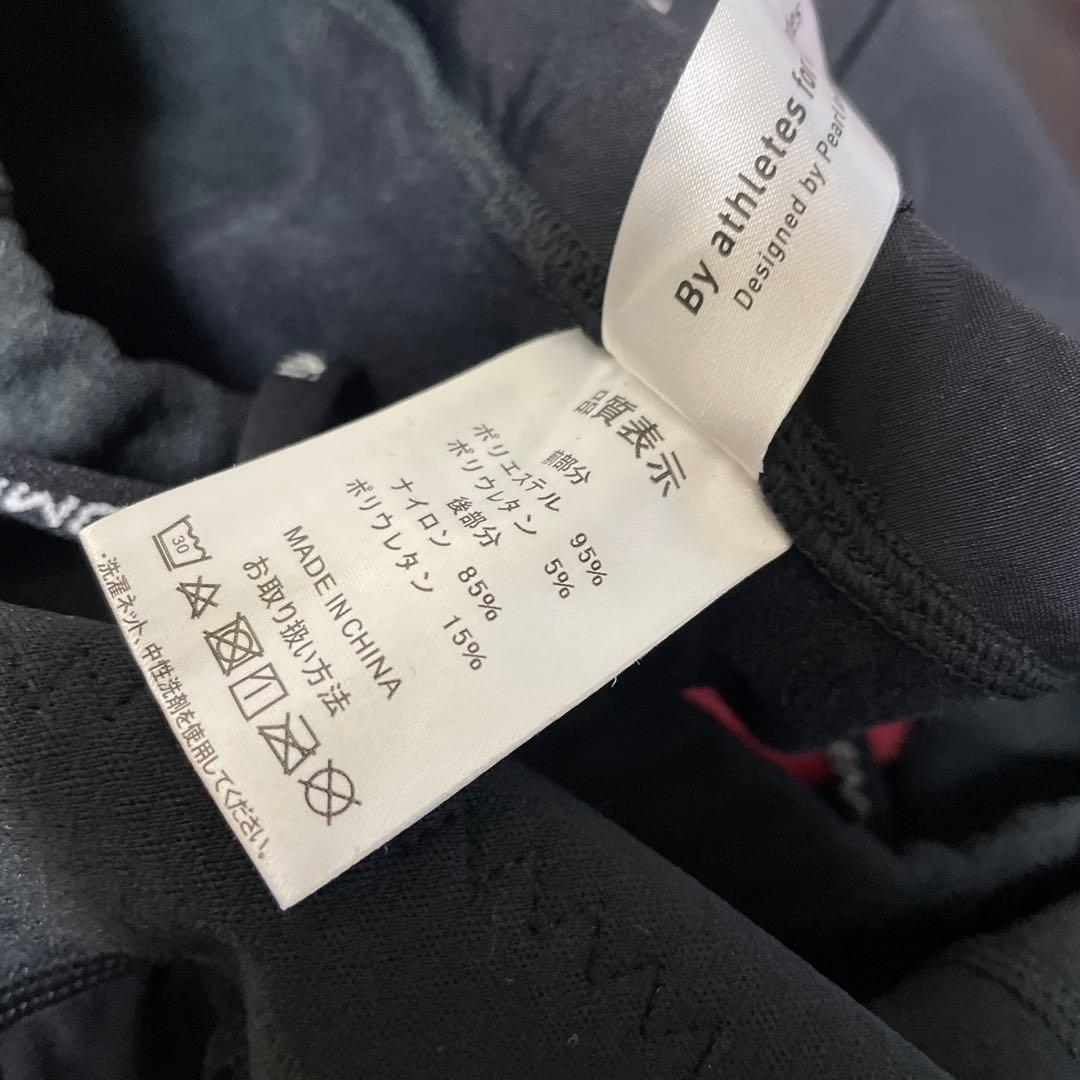 By athletes for
Designed by Pearl
品質表示
前部分
ポリエステル 95%
ポリウレタン 5%
後部分
ナイロン 85%
ポリウレタン 15%
MADE IN CHINA
お取り扱い方法
30
・洗濯ネット、中性洗剤を使用してください。